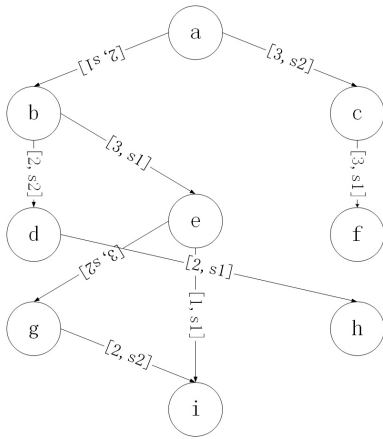 a
[2, s1]
[3, s2]
b
c
[3, s1]
[2, s2]
[3, s1]
e
d
f
[3, s2]
[2, s1]
[1, s1]
g
h
[2, s2]
i